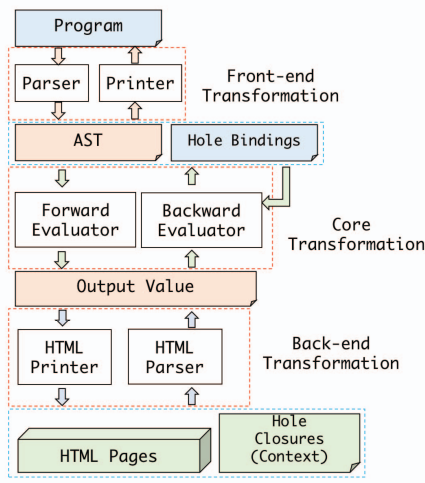 Program
Parser
Printer
Front-end
Transformation
AST
Hole Bindings
Forward
Evaluator
Backward
Evaluator
Core
Transformation
Output Value
HTML
Printer
HTML
Parser
Back-end
Transformation
HTML Pages
Hole
Closures
(Context)